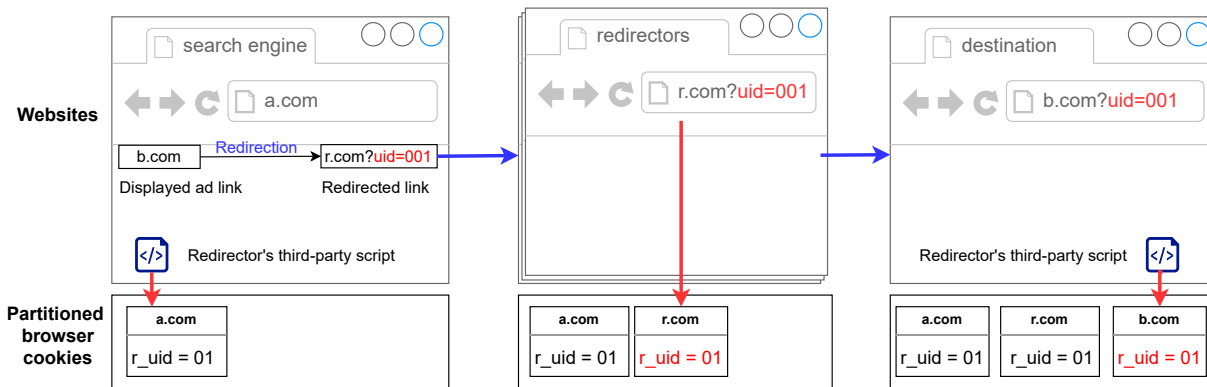 search engine
redirectors
destination
a.com
r.com?uid=001
b.com?uid=001
Websites
b.com
Redirection
r.com?uid=001
Displayed ad link
Redirected link
</>
Redirector's third-party script
Redirector's third-party script
</>
Partitioned
browser
cookies
a.com
r_uid = 01
a.com
r_uid = 01
r.com
r_uid = 01
a.com
r_uid = 01
r.com
r_uid = 01
b.com
r_uid = 01